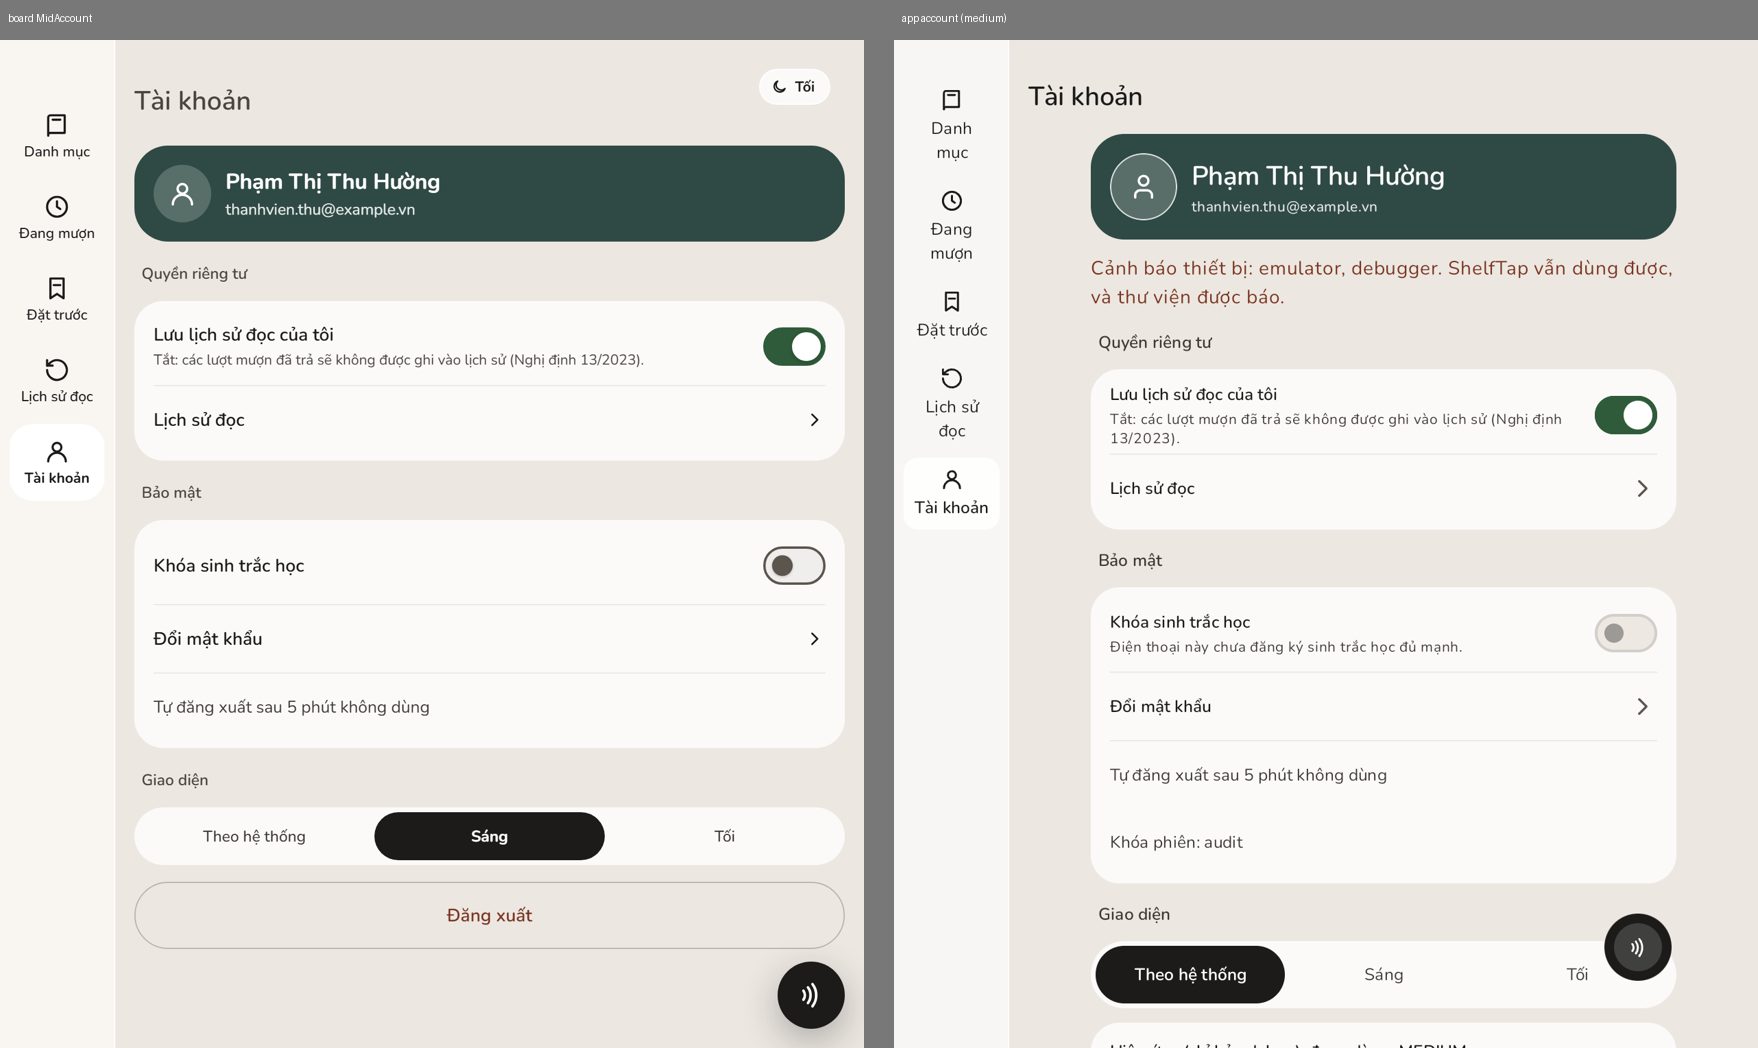 board MidAccount
Tài khoản
Tối
Danh mục
Đang mượn
Đặt trước
Lịch sử đọc
Tài khoản
Phạm Thị Thu Hường
thanhvien.thu@example.vn
Quyền riêng tư
Lưu lịch sử đọc của tôi
Tắt: các lượt mượn đã trả sẽ không được ghi vào lịch sử (Nghị định 13/2023).
Lịch sử đọc
Bảo mật
Khóa sinh trắc học
Đổi mật khẩu
Tự đăng xuất sau 5 phút không dùng
Giao diện
Theo hệ thống
Sáng
Tối
Đăng xuất
app account (medium)
Tài khoản
Danh
mục
Đang
mượn
Đặt trước
Lịch sử
đọc
Tài khoản
Phạm Thị Thu Hường
thanhvien.thu@example.vn
Cảnh báo thiết bị: emulator, debugger. ShelfTap vẫn dùng được,
và thư viện được báo.
Quyền riêng tư
Lưu lịch sử đọc của tôi
Tắt: các lượt mượn đã trả sẽ không được ghi vào lịch sử (Nghị định
13/2023).
Lịch sử đọc
Bảo mật
Khóa sinh trắc học
Điện thoại này chưa đăng ký sinh trắc học đủ mạnh.
Đổi mật khẩu
Tự đăng xuất sau 5 phút không dùng
Khóa phiên: audit
Giao diện
Theo hệ thống
Sáng
Tối
MEDIUM